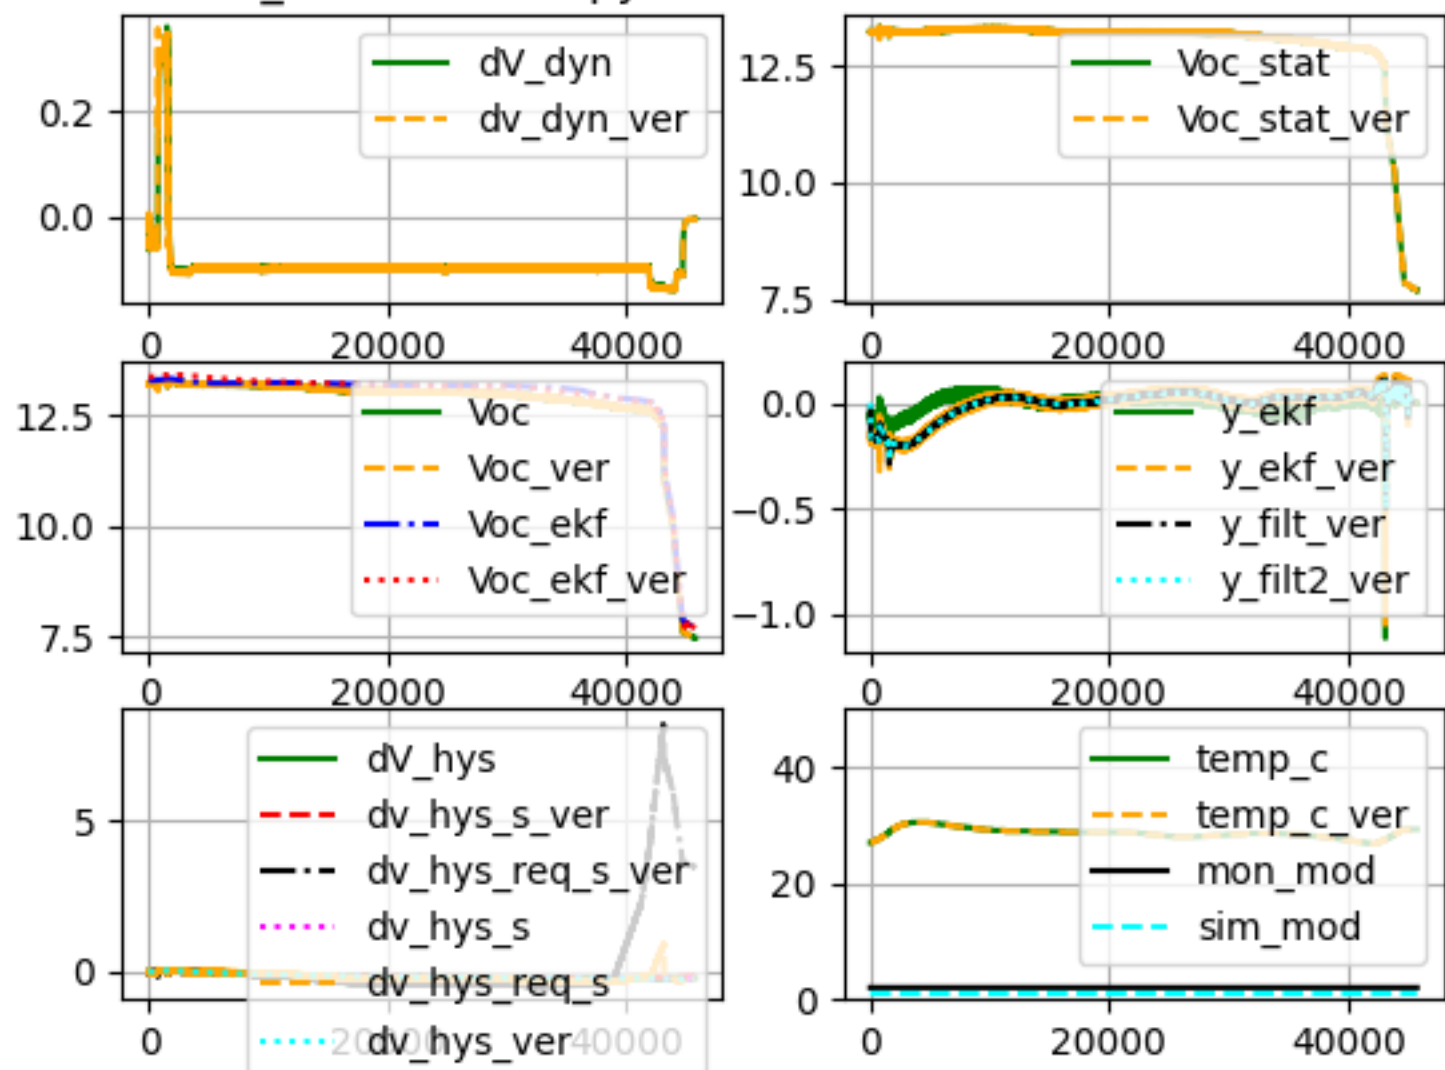 dV_dyn
dv_dyn_ver
0.2
0.0
0 20000 40000
Voc_stat
Voc_stat_ver
12.5
10.0
7.5
0 20000 40000
Voc
Voc_ver
Voc_ekf
Voc_ekf_ver
12.5
10.0
7.5
0 20000 40000
y_ekf
y_ekf_ver
y_filt_ver
y_filt2_ver
0.0
−0.5
−1.0
0 20000 40000
dV_hys
dv_hys_s_ver
dv_hys_req_s_ver
dv_hys_s
dv_hys_req_s
dv_hys_ver
5
0
0 20000 40000
temp_c
temp_c_ver
mon_mod
sim_mod
40
20
0
0 20000 40000